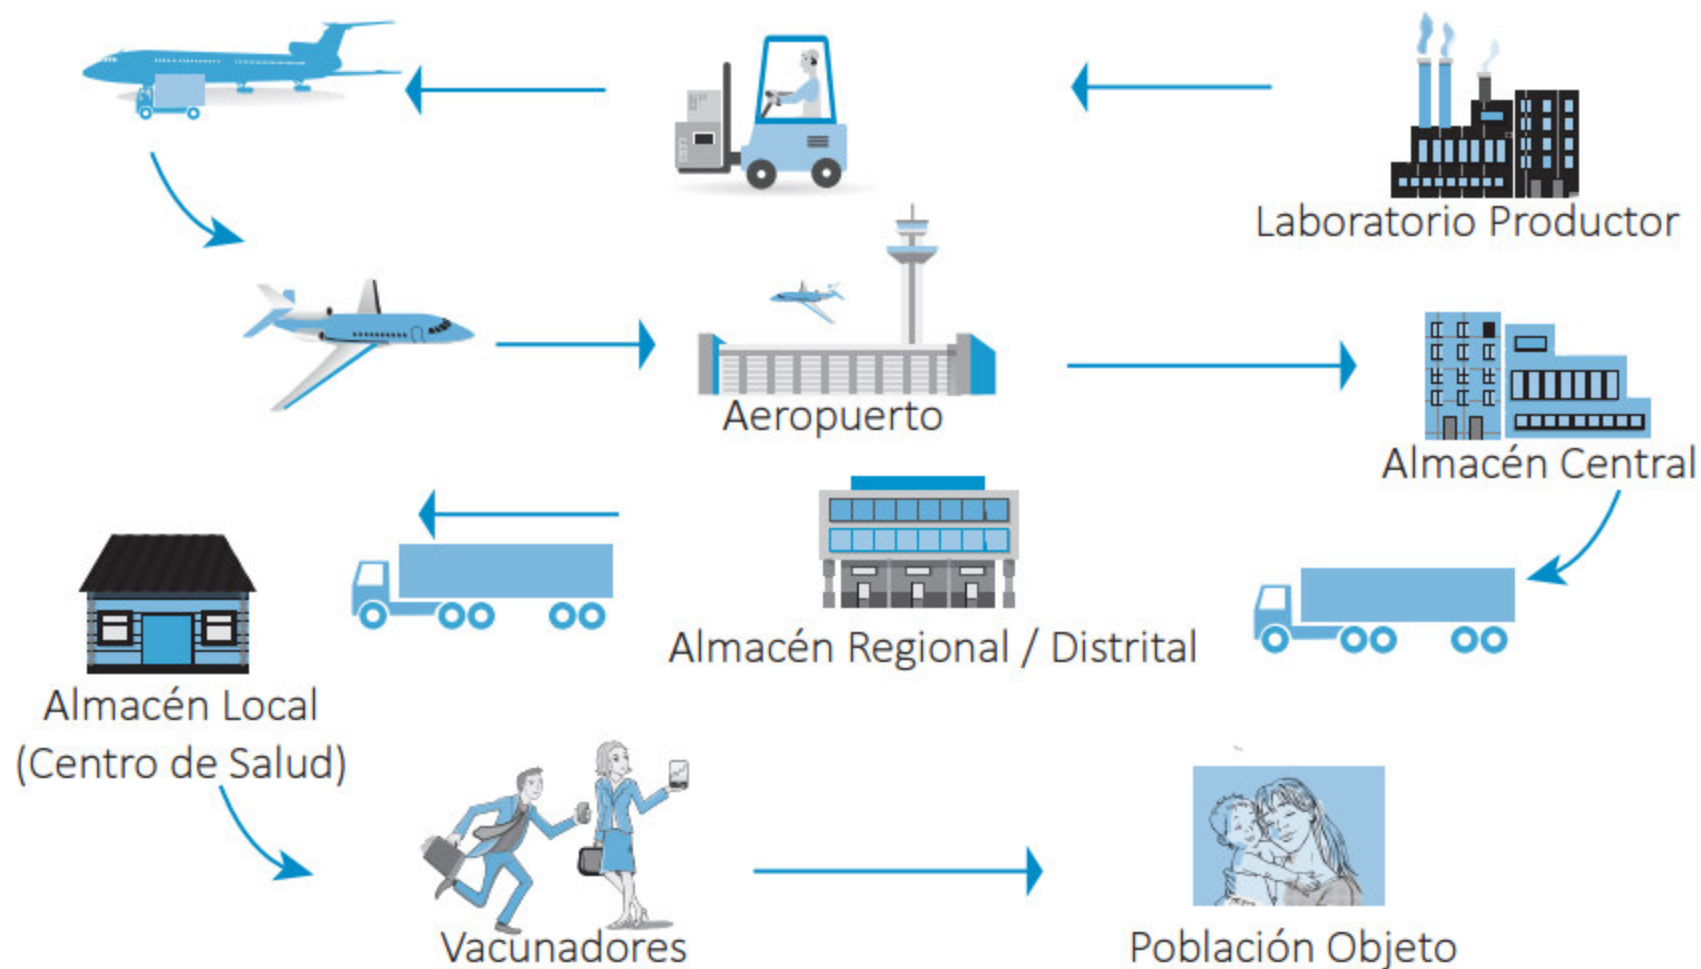 Laboratorio Productor
Aeropuerto
Almacén Central
Almacén Regional / Distrital
Almacén Local
(Centro de Salud)
Vacunadores
Población Objeto